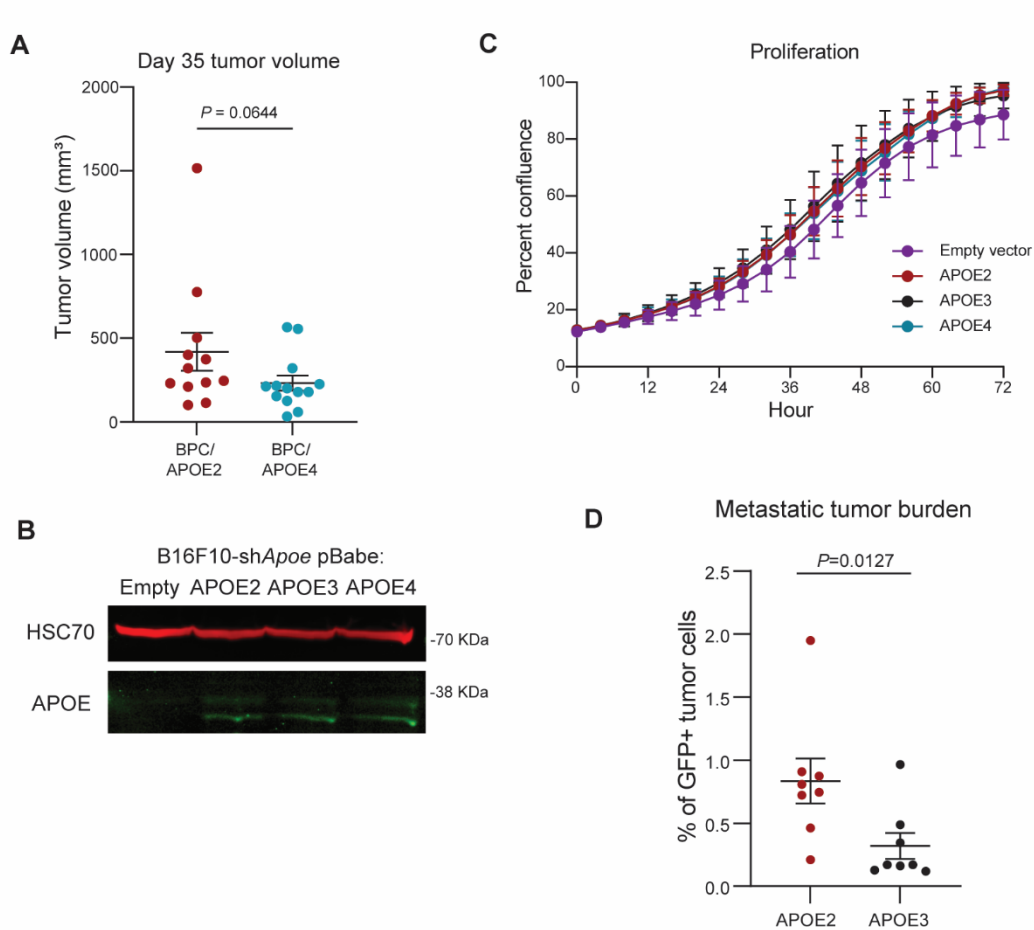 A
Day 35 tumor volume
P = 0.0644
Tumor volume (mm³)
2000
1500
1000
500
0
BPC/
APOE2
BPC/
APOE4
B
B16F10-shApoe pBabe:
Empty APOE2 APOE3 APOE4
HSC70
-70 KDa
APOE
-38 KDa
C
Proliferation
Percent confluence
100
80
60
40
20
0
0 12 24 36 48 60 72
Hour
Empty vector
APOE2
APOE3
APOE4
D
Metastatic tumor burden
P=0.0127
% of GFP+ tumor cells
2.5
2.0
1.5
1.0
0.5
0.0
APOE2 APOE3